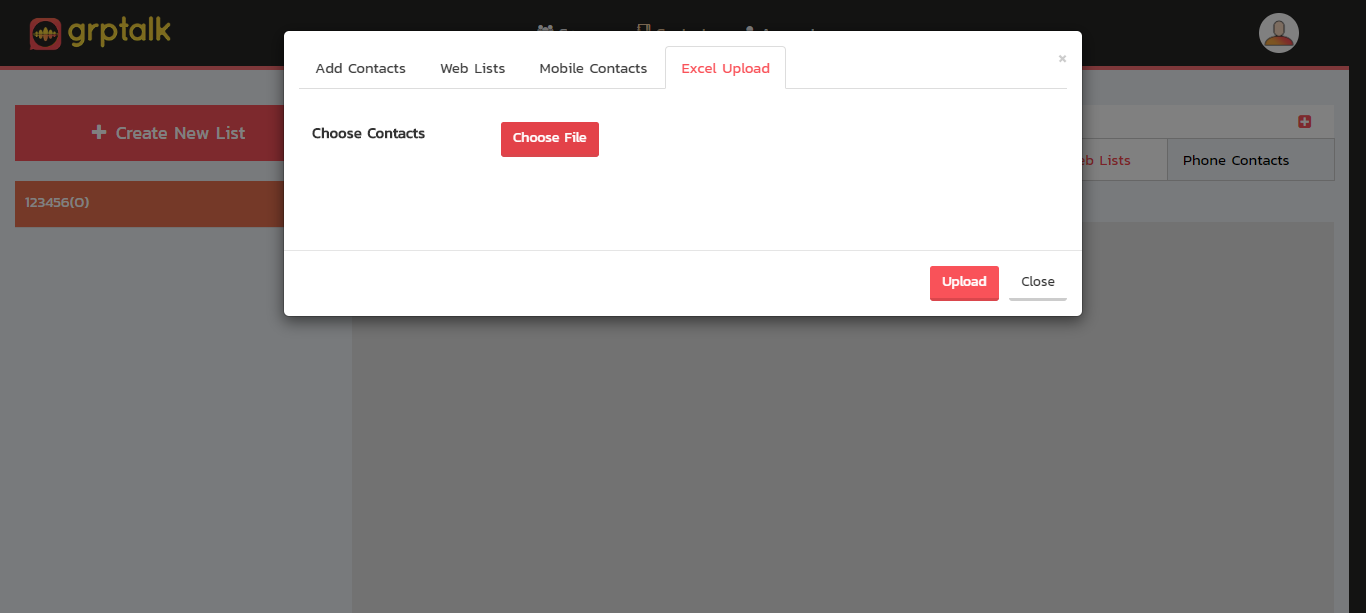 grptalk
Add Contacts Web Lists Mobile Contacts Excel Upload ×
Create New List
Choose Contacts Choose File
Lists Phone Contacts
123456(0)
Upload Close